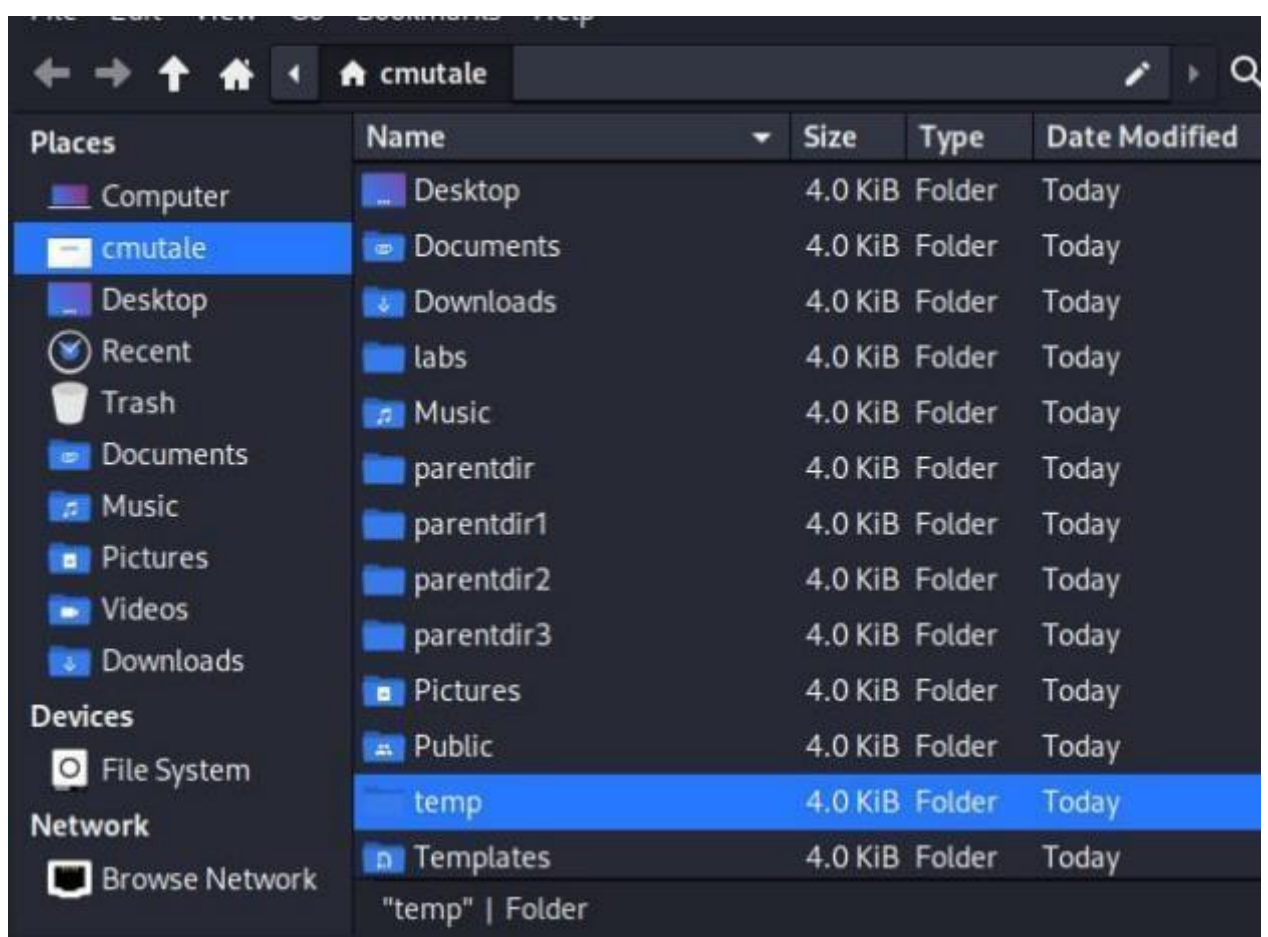 cmutale
Places
Computer
cmutale
Desktop
Recent
Trash
Documents
Music
Pictures
Videos
Downloads
Devices
File System
Network
Browse Network
Name Size Type Date Modified
Desktop 4.0 KiB Folder Today
Documents 4.0 KiB Folder Today
Downloads 4.0 KiB Folder Today
labs 4.0 KiB Folder Today
Music 4.0 KiB Folder Today
parentdir 4.0 KiB Folder Today
parentdir1 4.0 KiB Folder Today
parentdir2 4.0 KiB Folder Today
parentdir3 4.0 KiB Folder Today
Pictures 4.0 KiB Folder Today
Public 4.0 KiB Folder Today
temp 4.0 KiB Folder Today
Templates 4.0 KiB Folder Today
"temp" | Folder